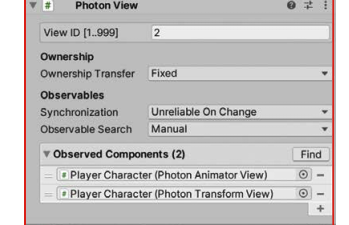 Photon View
View ID [1..999] 2
Ownership
Ownership Transfer Fixed
Observables
Synchronization Unreliable On Change
Observable Search Manual
Observed Components (2) Find
Player Character (Photon Animator View)
Player Character (Photon Transform View)